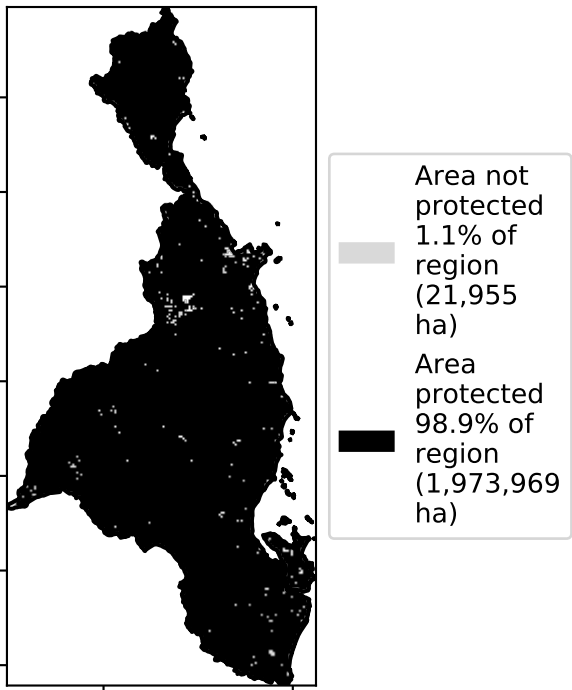 Area not
protected
1.1% of
region
(21,955
ha)
Area
protected
98.9% of
region
(1,973,969
ha)